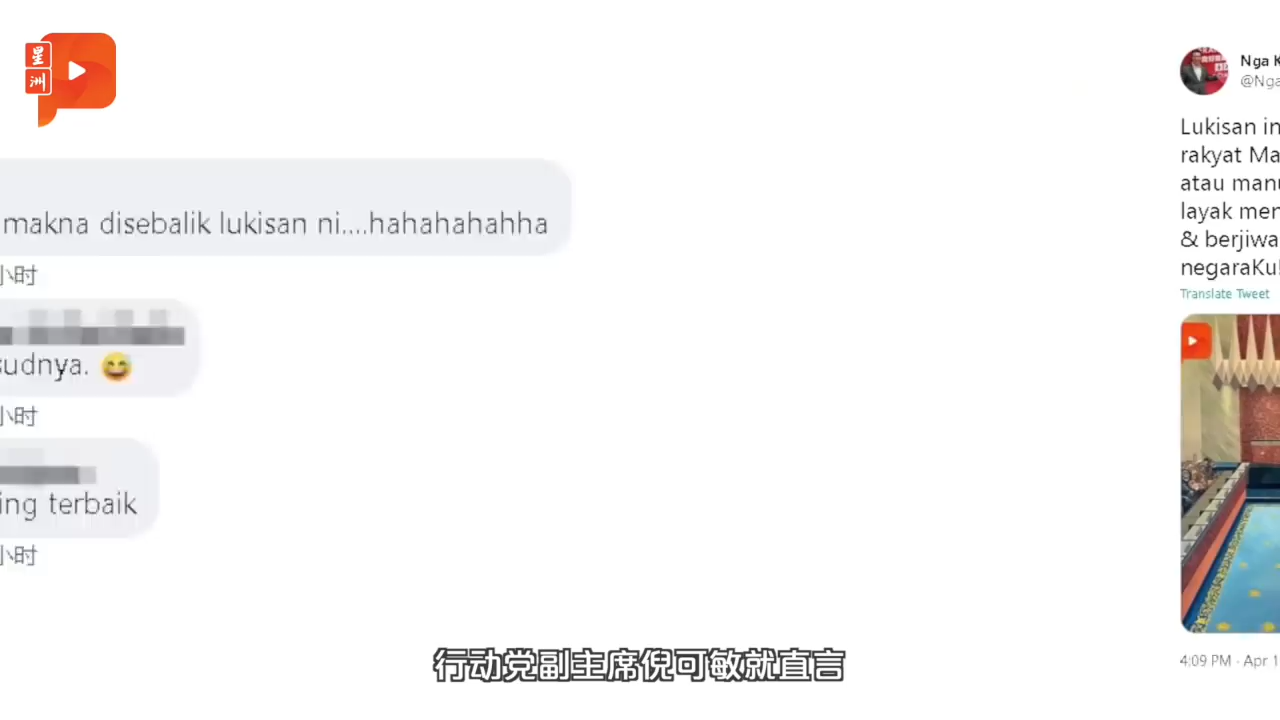 星洲
makna disebalik lukisan ni....hahahahahha
小时
sudnya. 😅
小时
ing terbaik
小时
Nga K
@Nga
Lukisan in
rakyat Ma
atau manu
layak men
& berjiwa
negaraKu!
Translate Tweet
4:09 PM · Apr 1
行动党副主席倪可敏就直言